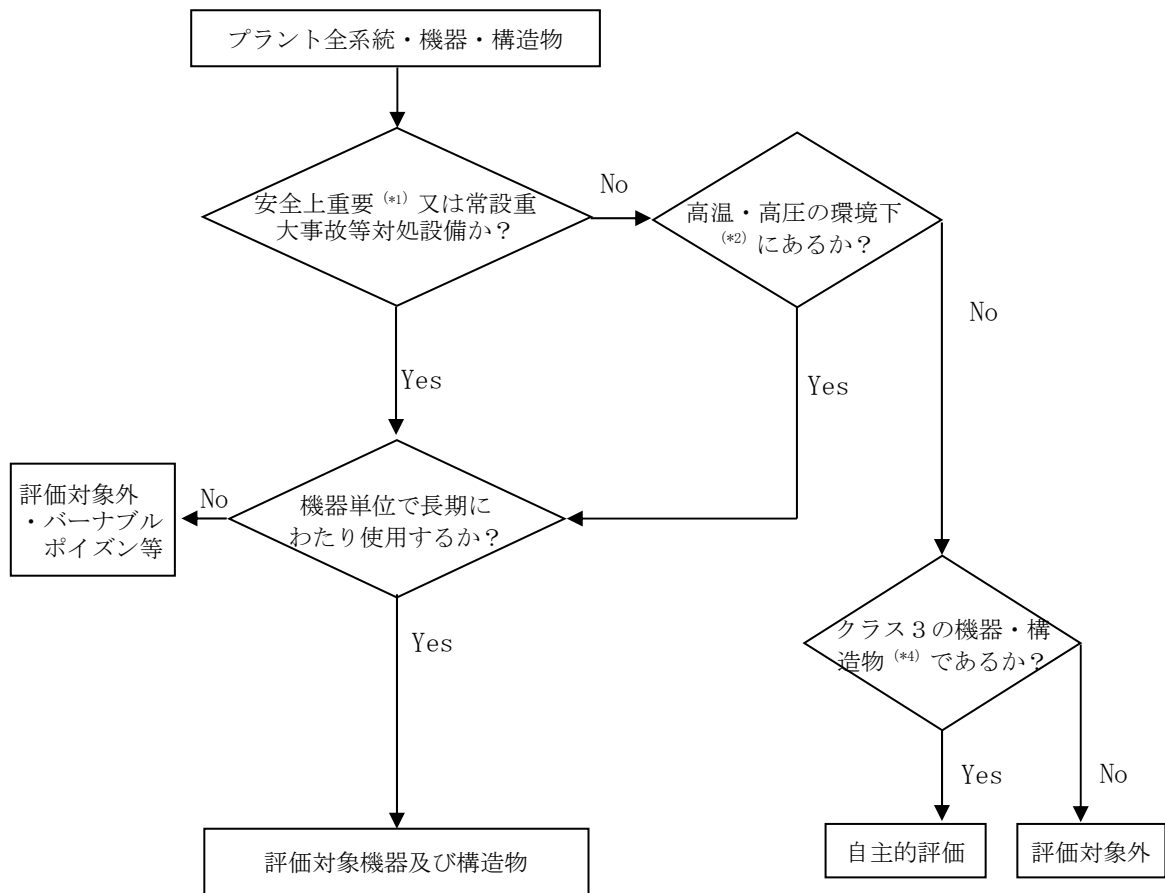 プラント全系統・機器・構造物
安全上重要 (*1) 又は常設重
大事故等対処設備か?
No
高温・高圧の環境下
(*2) にあるか?
No
Yes
Yes
評価対象外
・バーナブル
ポイズン等
No
機器単位で長期に
わたり使用するか?
Yes
クラス3の機器・構
造物 (*4) であるか?
Yes
No
評価対象機器及び構造物
自主的評価
評価対象外